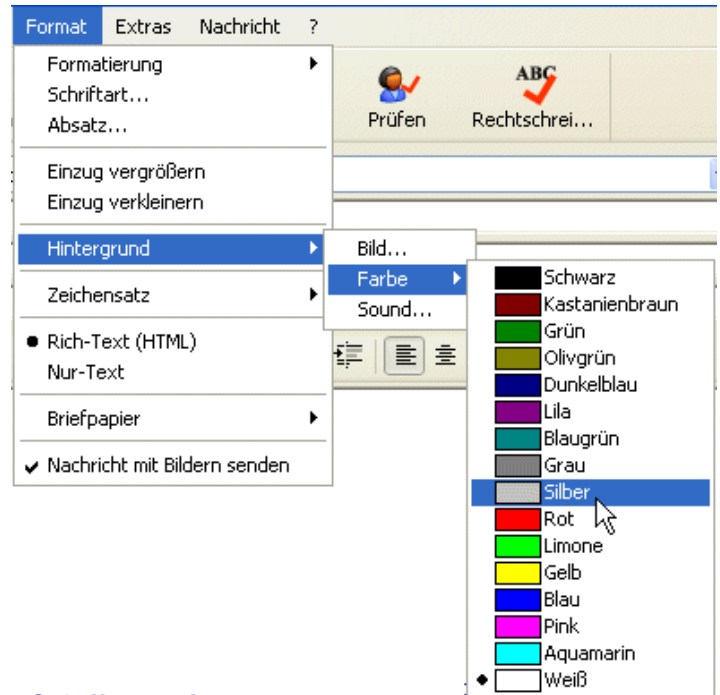 Format Extras Nachricht ?
Formatierung
Schriftart...
Absatz...
ABC
Prüfen Rechtschrei...
Einzug vergrößern
Einzug verkleinern
Hintergrund
Zeichensatz
Rich-Text (HTML)
Nur-Text
Briefpapier
Nachricht mit Bildern senden
Bild...
Farbe
Sound...
Schwarz
Kastanienbraun
Grün
Olivgrün
Dunkelblau
Lila
Blaugrün
Grau
Silber
Rot
Limone
Gelb
Blau
Pink
Aquamarin
Weiß